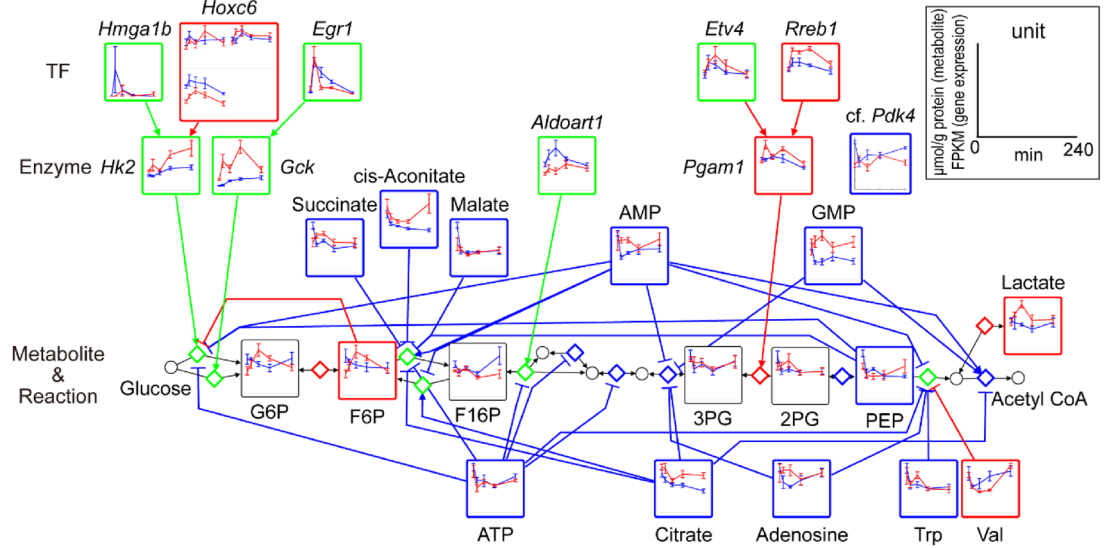 Hoxc6
Hmga1b
Egr1
Etv4
Rreb1
TF
unit
µmol/g protein (metabolite)
FPKM (gene expression)
0
min
240
Aldoart1
cf. Pdk4
Enzyme
Hk2
Gck
Pgam1
cis-Aconitate
Succinate
Malate
AMP
GMP
Lactate
Metabolite
&
Reaction
Glucose
G6P
F6P
F16P
3PG
2PG
PEP
Acetyl CoA
ATP
Citrate
Adenosine
Trp
Val